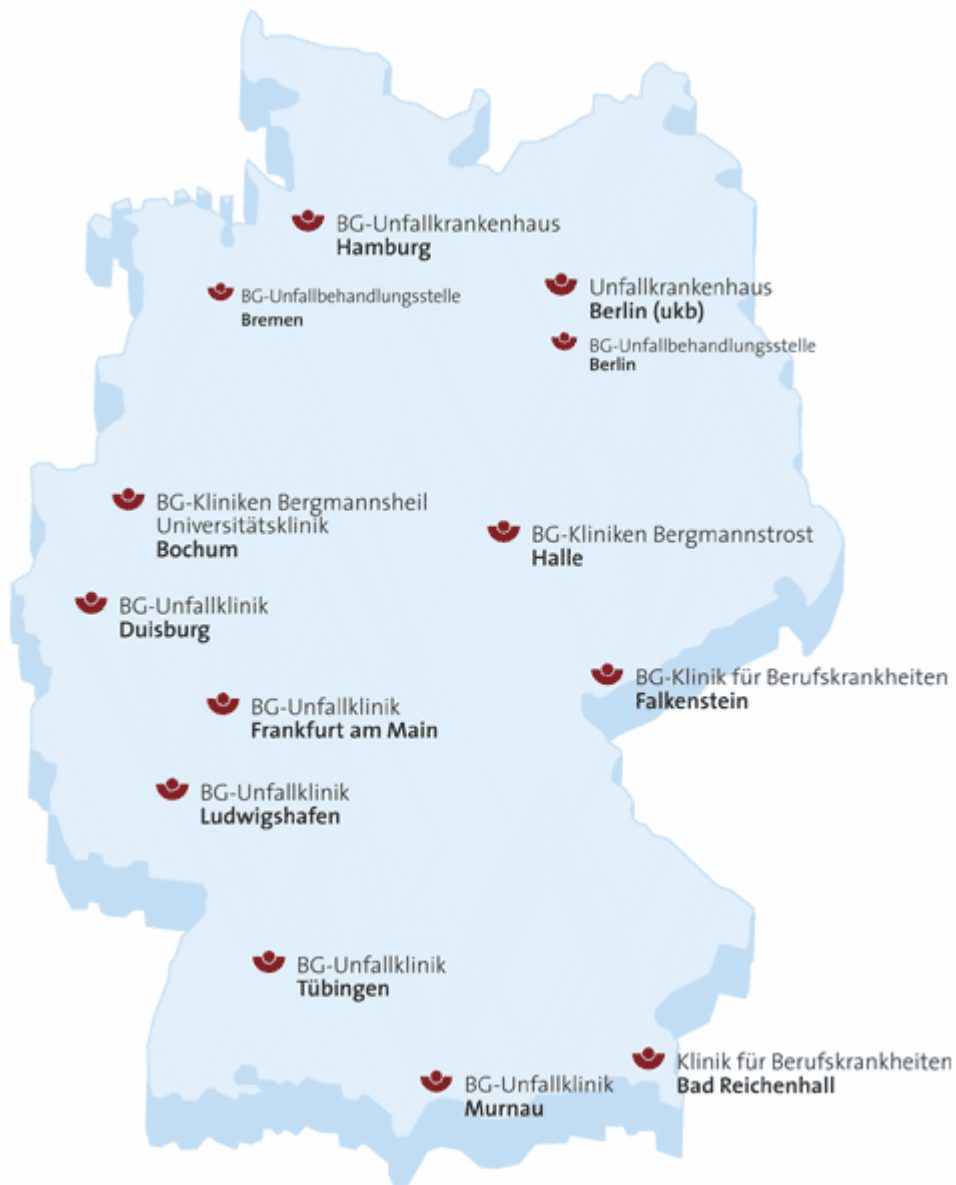 BG-Unfallkrankenhaus
Hamburg
BG-Unfallbehandlungsstelle
Bremen
Unfallkrankenhaus
Berlin (ukb)
BG-Unfallbehandlungsstelle
Berlin
BG-Kliniken Bergmannsheil
Universitätsklinik
Bochum
BG-Kliniken Bergmannstrost
Halle
BG-Unfallklinik
Duisburg
BG-Klinik für Berufskrankheiten
Falkenstein
BG-Unfallklinik
Frankfurt am Main
BG-Unfallklinik
Ludwigshafen
BG-Unfallklinik
Tübingen
Klinik für Berufskrankheiten
Bad Reichenhall
BG-Unfallklinik
Murnau